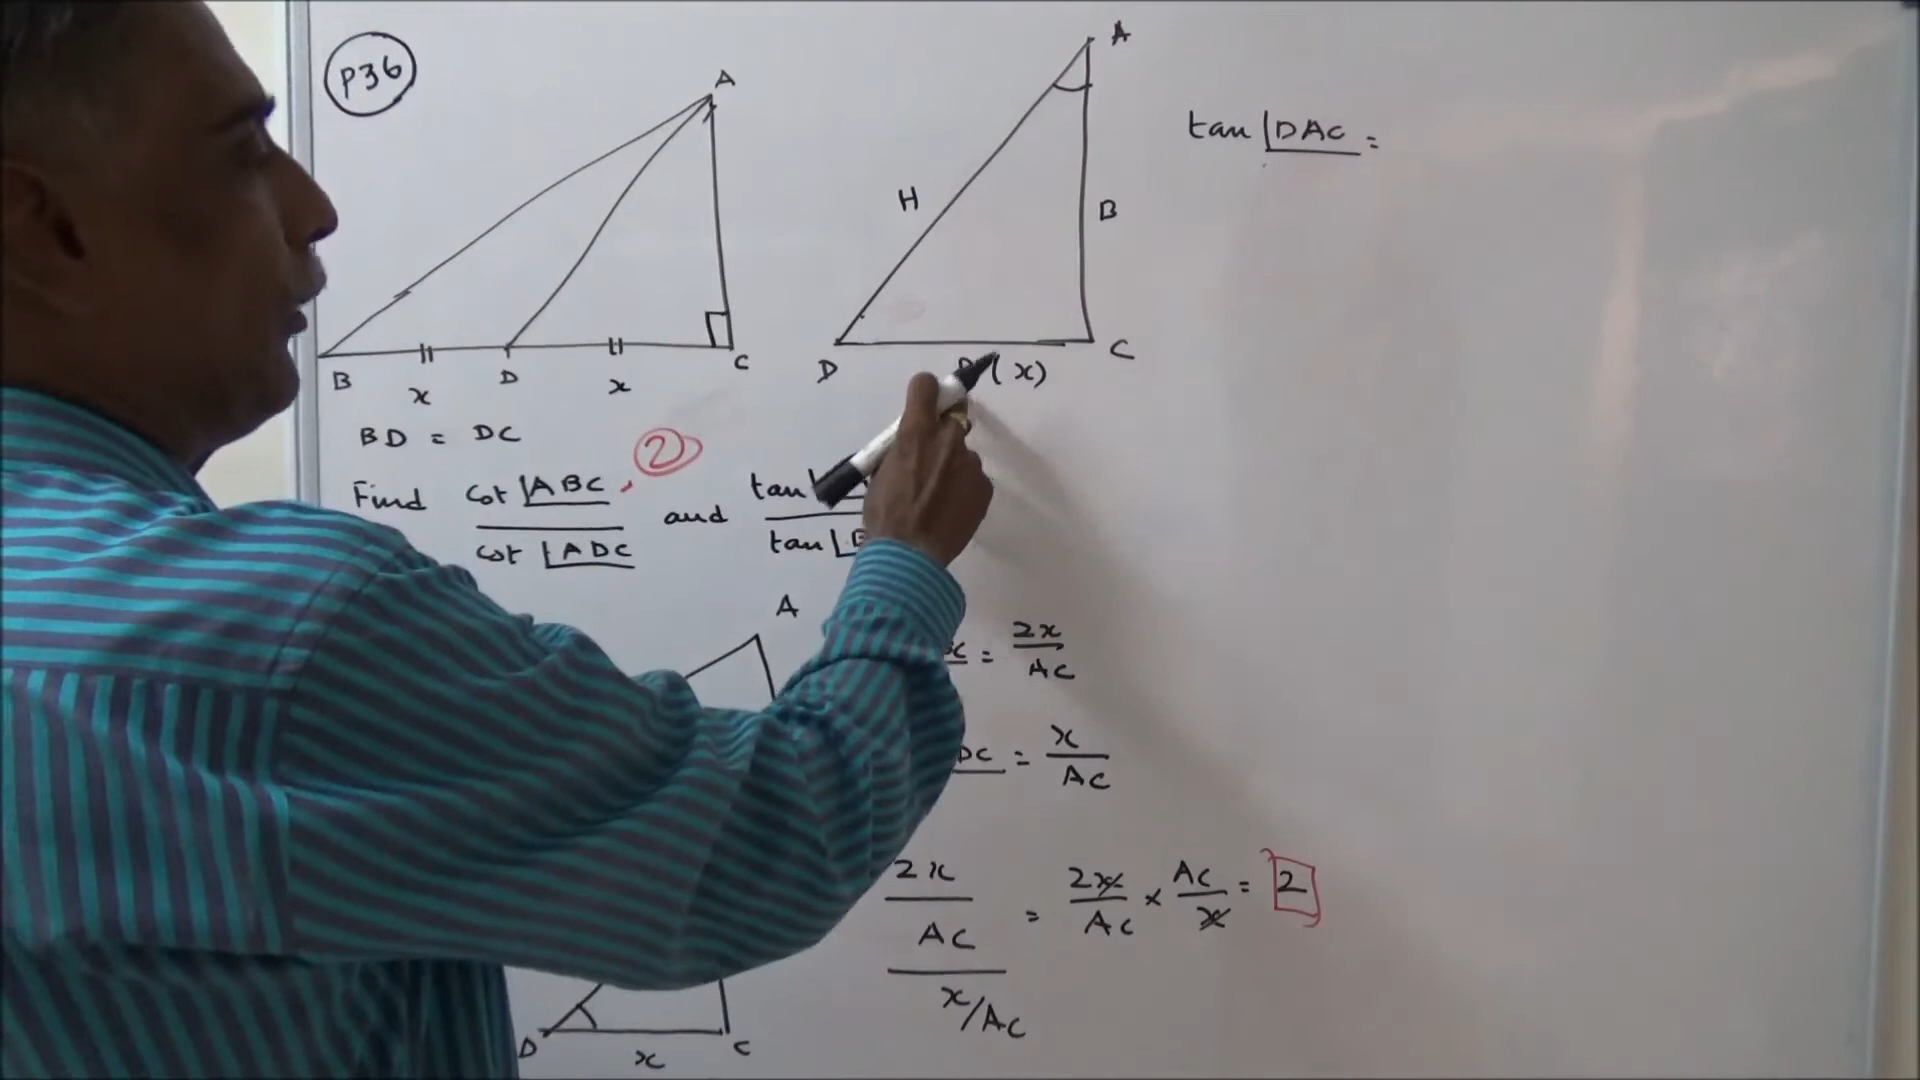 P36
A
B
x
D
x
C
BD = DC
Find cot ABC , and tan
cot ADC tan
2
A
H
B
D
(x)
C
tan DAC =
A
= 2x
AC
DC = x
AC
2x
AC
x/AC
= 2x/AC × AC/x = 2
D
x
C